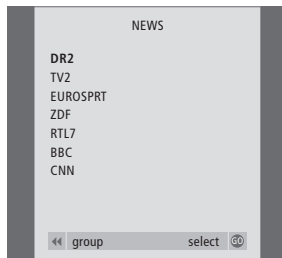 NEWS
DR2
TV2
EUROSPRT
ZDF
RTL7
BBC
CNN
group select GO